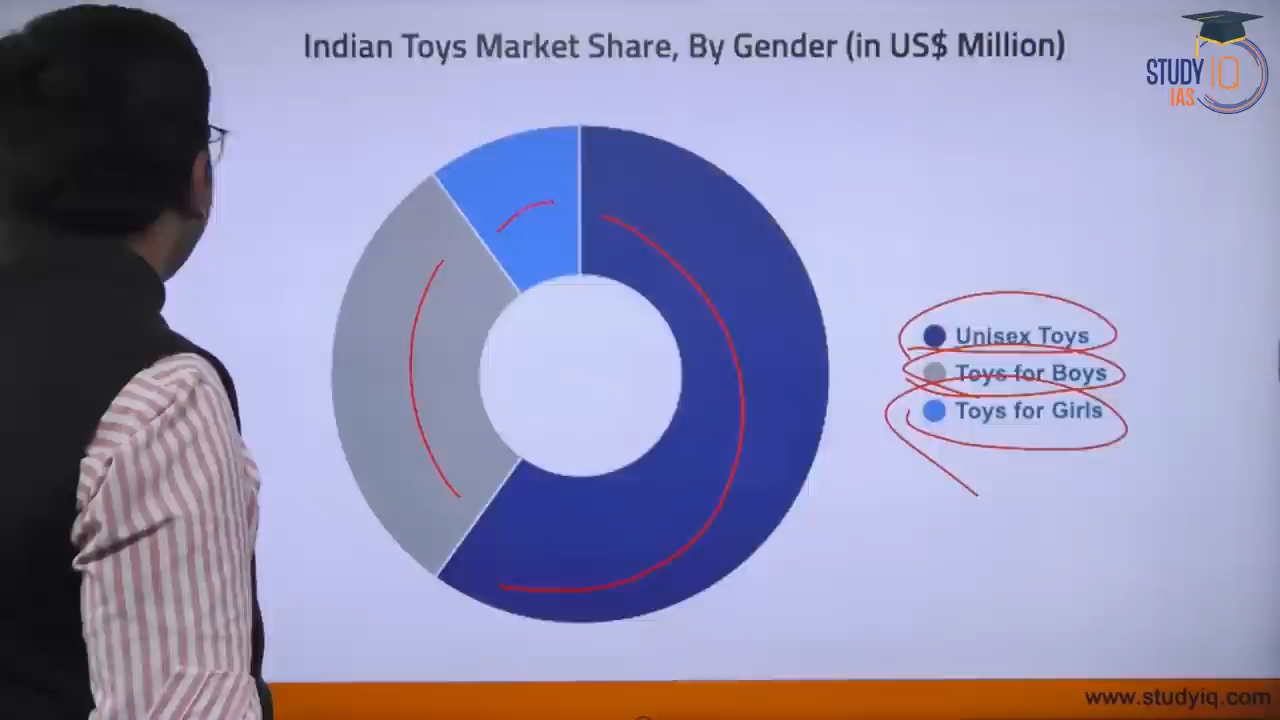 Indian Toys Market Share, By Gender (in US$ Million)
STUDY IQ
IAS
Unisex Toys
Toys for Boys
Toys for Girls
www.studyiq.com